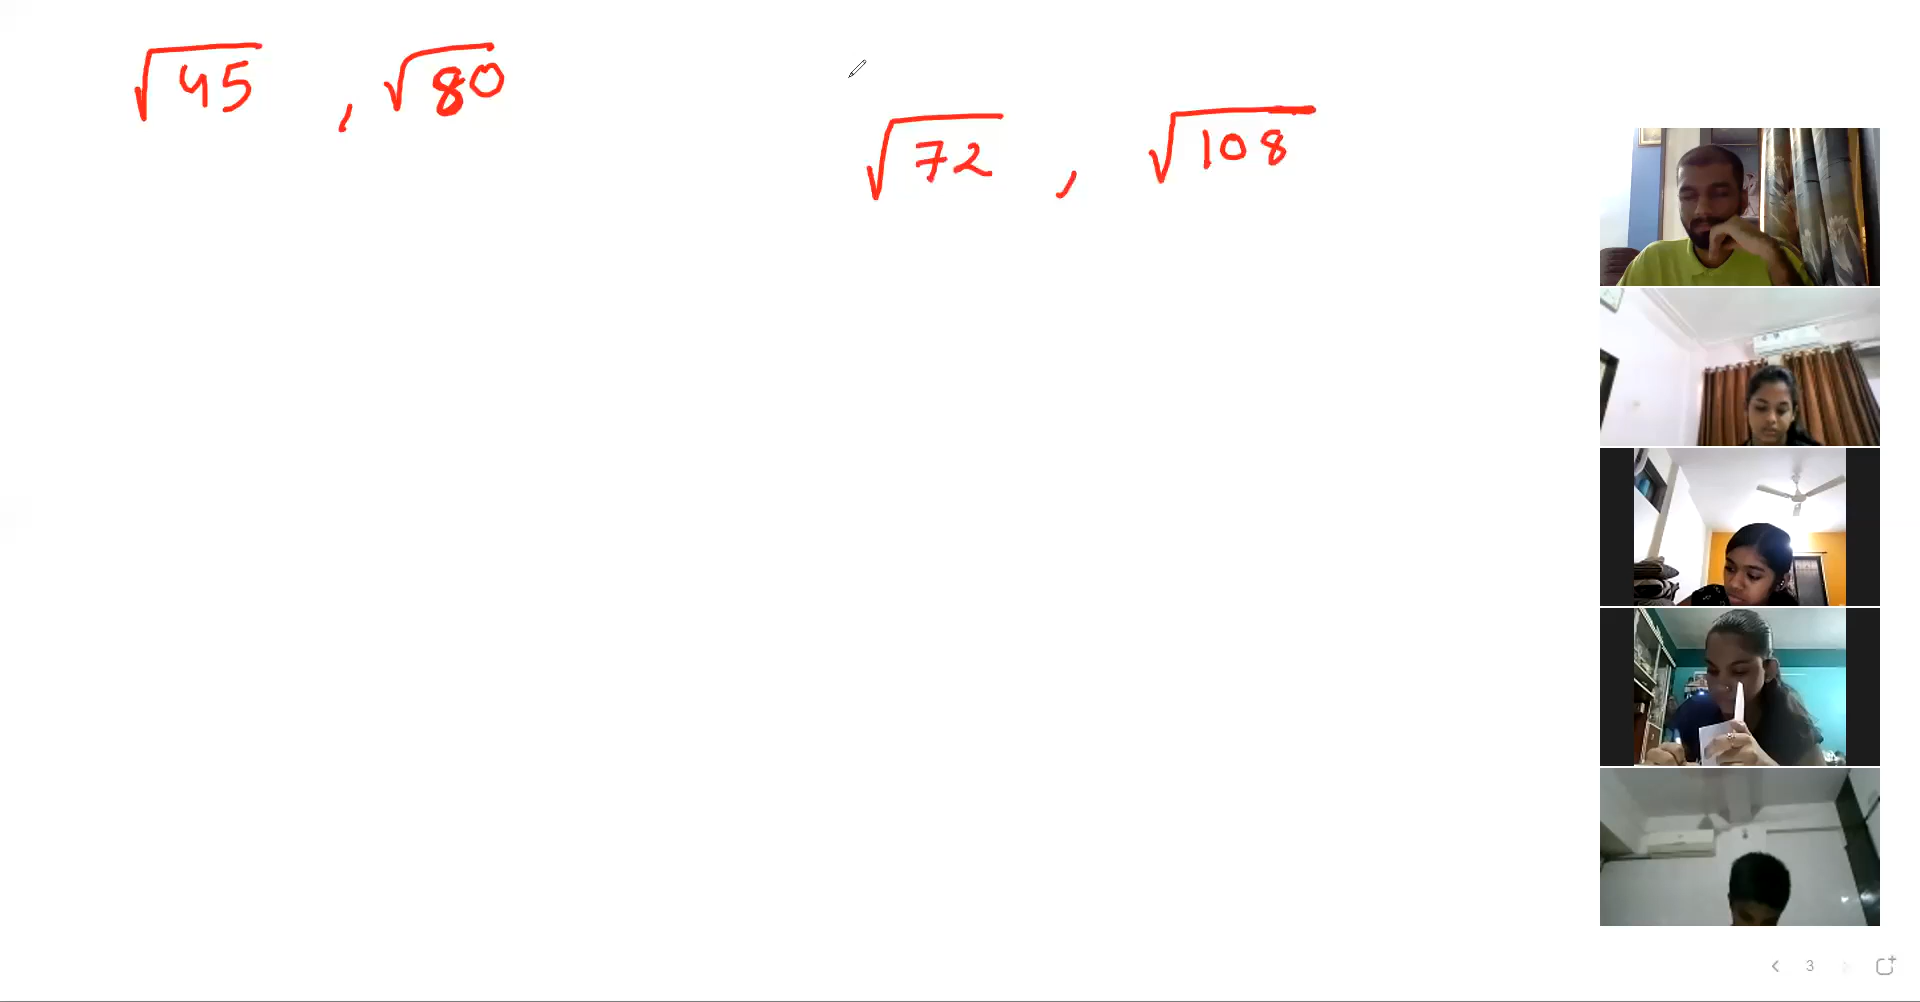 √45 , √80
√72 , √108
3